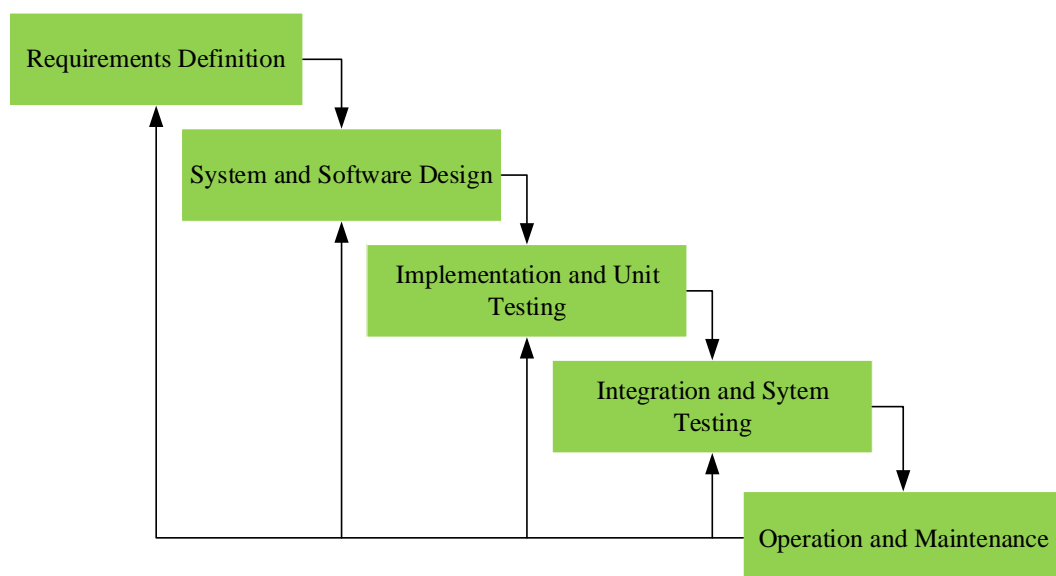 Requirements Definition
System and Software Design
Implementation and Unit
Testing
Integration and Sytem
Testing
Operation and Maintenance